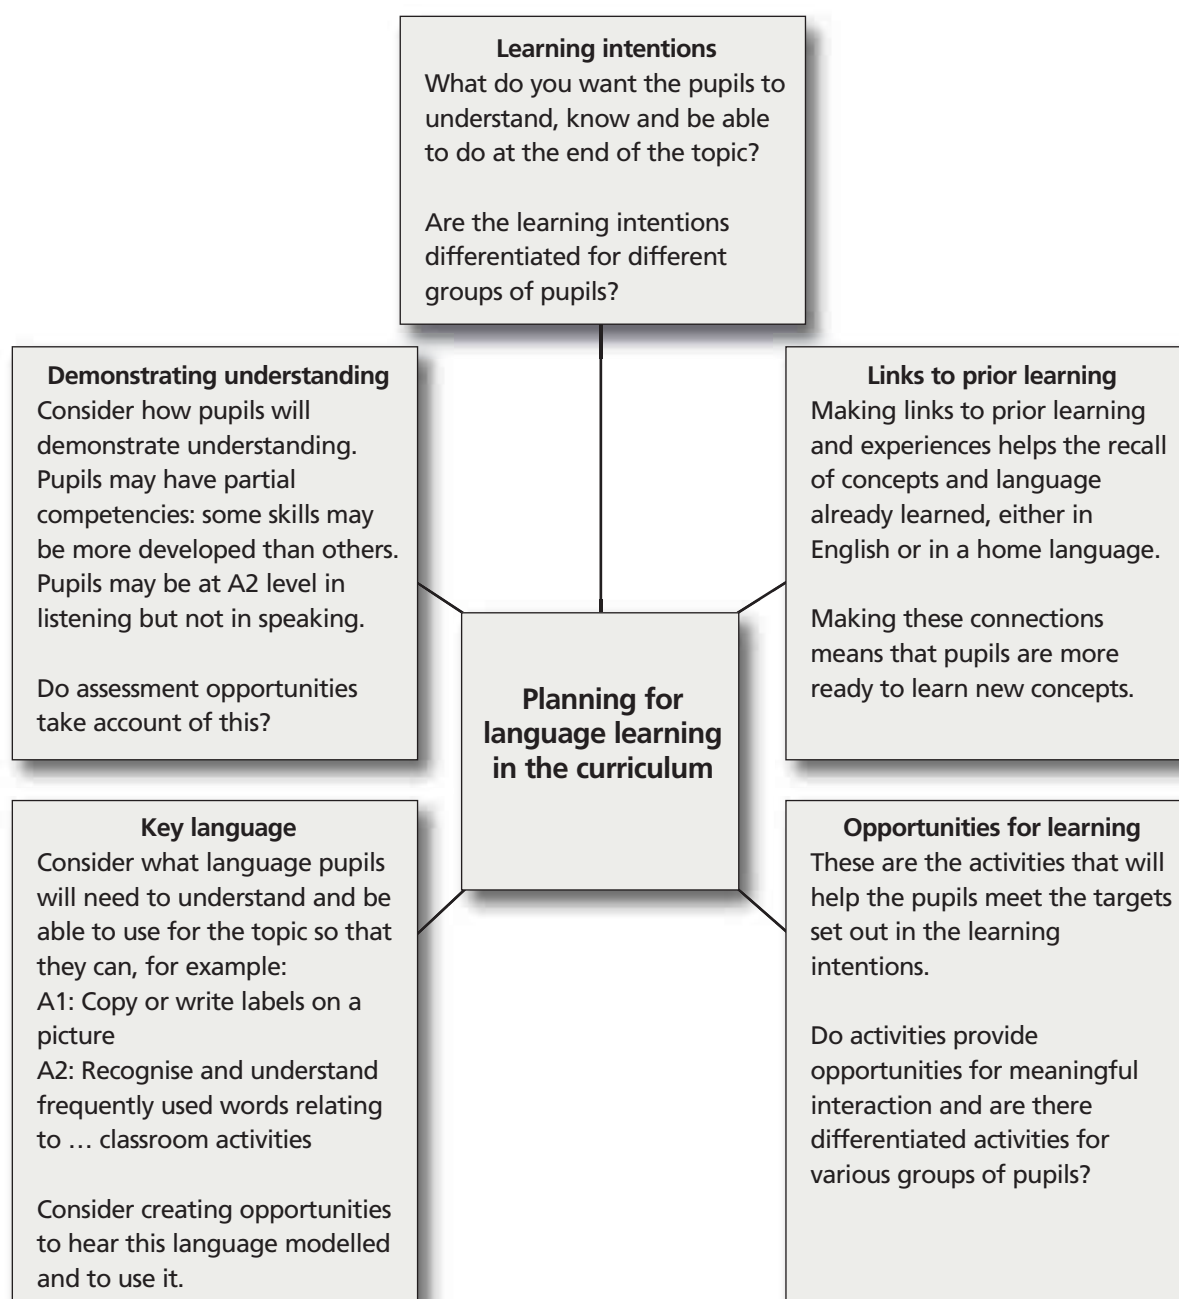 Learning intentions
What do you want the pupils to
understand, know and be able
to do at the end of the topic?
Are the learning intentions
differentiated for different
groups of pupils?
Demonstrating understanding
Consider how pupils will
demonstrate understanding.
Pupils may have partial
competencies: some skills may
be more developed than others.
Pupils may be at A2 level in
listening but not in speaking.
Do assessment opportunities
take account of this?
Links to prior learning
Making links to prior learning
and experiences helps the recall
of concepts and language
already learned, either in
English or in a home language.
Making these connections
means that pupils are more
ready to learn new concepts.
Planning for
language learning
in the curriculum
Key language
Consider what language pupils
will need to understand and be
able to use for the topic so that
they can, for example:
A1: Copy or write labels on a
picture
A2: Recognise and understand
frequently used words relating
to … classroom activities
Consider creating opportunities
to hear this language modelled
and to use it.
Opportunities for learning
These are the activities that will
help the pupils meet the targets
set out in the learning
intentions.
Do activities provide
opportunities for meaningful
interaction and are there
differentiated activities for
various groups of pupils?